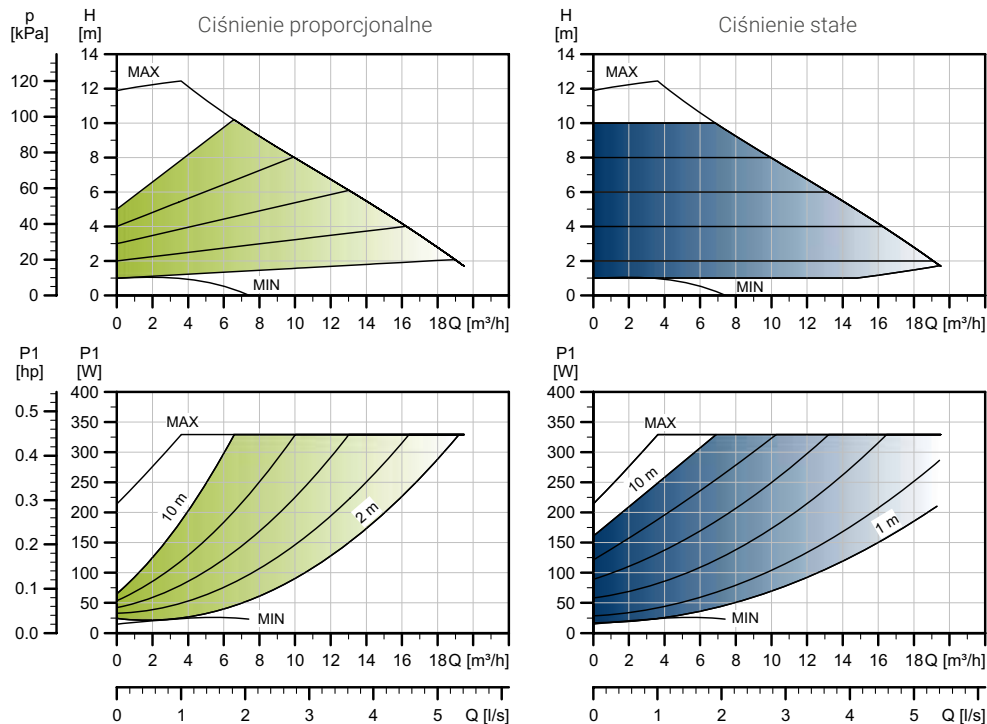 p
[kPa]
H
[m]
Ciśnienie proporcjonalne
14
12
10
8
6
4
2
0
120
100
80
60
40
20
0
MAX
MIN
0 2 4 6 8 10 12 14 16 18 Q [m³/h]
H
[m]
Ciśnienie stałe
14
12
10
8
6
4
2
0
MAX
MIN
0 2 4 6 8 10 12 14 16 18 Q [m³/h]
P1
[hp]
P1
[W]
0.5
0.4
0.3
0.2
0.1
0.0
400
350
300
250
200
150
100
50
0
MAX
10 m
2 m
MIN
0 2 4 6 8 10 12 14 16 18 Q [m³/h]
0 1 2 3 4 5 Q [l/s]
P1
[W]
400
350
300
250
200
150
100
50
0
MAX
10 m
1 m
MIN
0 2 4 6 8 10 12 14 16 18 Q [m³/h]
0 1 2 3 4 5 Q [l/s]